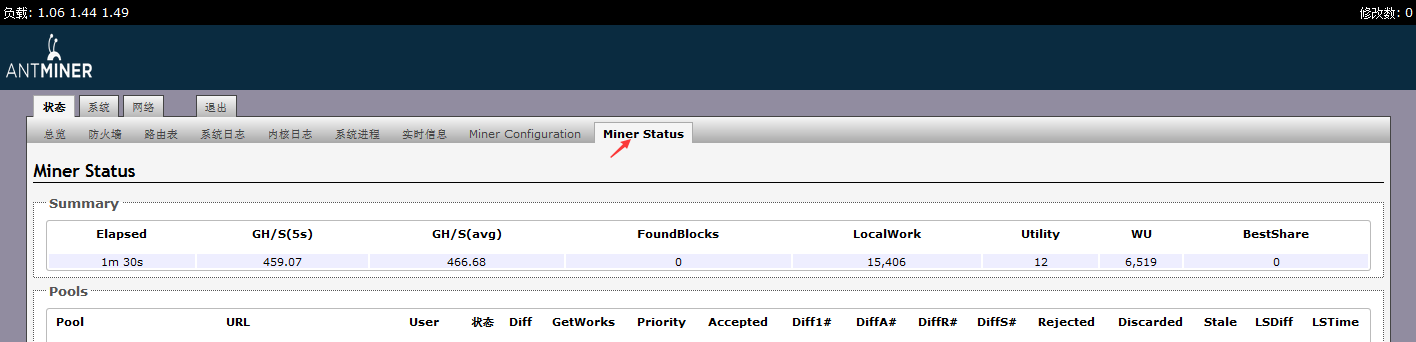 负载: 1.06 1.44 1.49 修改数: 0
ANTMINER
状态 系统 网络 退出
总览 防火墙 路由表 系统日志 内核日志 系统进程 实时信息 Miner Configuration Miner Status
Miner Status
Summary
Elapsed GH/S(5s) GH/S(avg) FoundBlocks LocalWork Utility WU BestShare
1m 30s 459.07 466.68 0 15,406 12 6,519 0
Pools
Pool URL User 状态 Diff GetWorks Priority Accepted Diff1# DiffA# DiffR# DiffS# Rejected Discarded Stale LSDiff LSTime